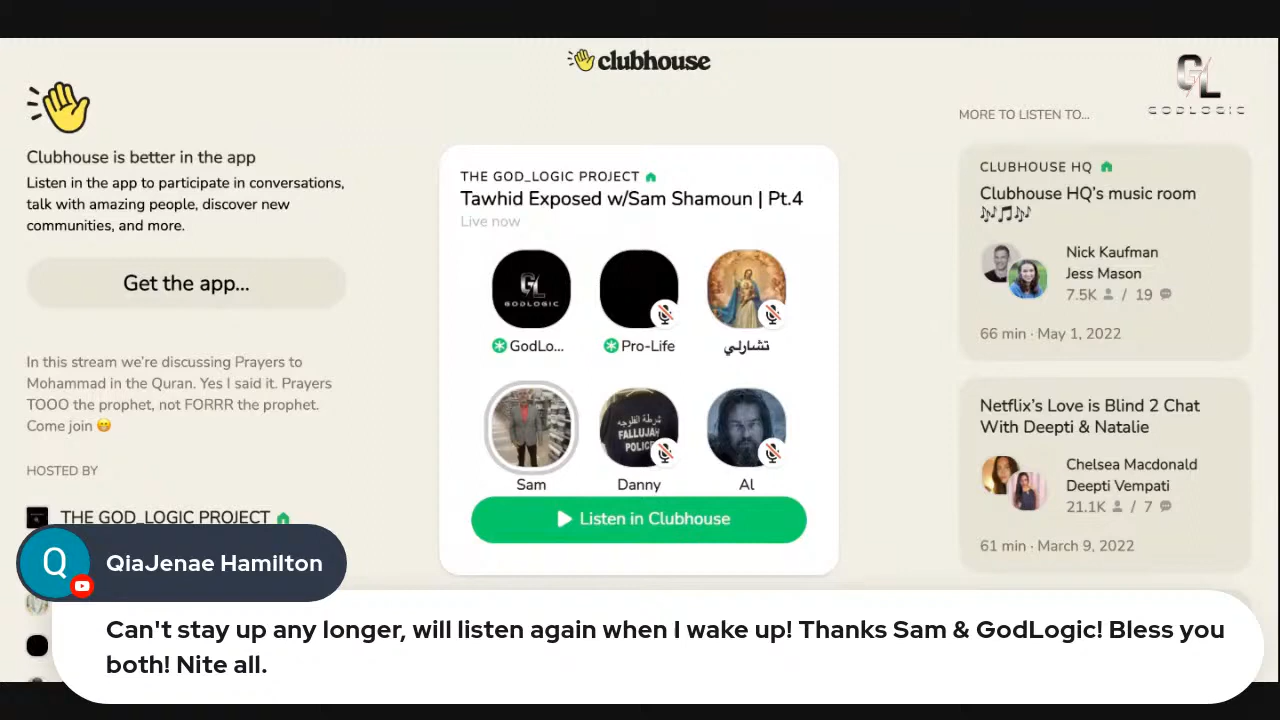 clubhouse
GL
GODLOGIC
Clubhouse is better in the app
Listen in the app to participate in conversations,
talk with amazing people, discover new
communities, and more.
Get the app...
In this stream we're discussing Prayers to
Mohammad in the Quran. Yes I said it. Prayers
TOOO the prophet, not FORRR the prophet.
Come join 😁
HOSTED BY
THE GOD_LOGIC PROJECT
THE GOD_LOGIC PROJECT
Tawhid Exposed w/Sam Shamoun | Pt.4
Live now
GL
GODLOGIC
GodLo...
Pro-Life
تشارلي
شرطة الفلوجه
FALLUJAH
POLICE
Sam
Danny
Al
Listen in Clubhouse
MORE TO LISTEN TO...
CLUBHOUSE HQ
Clubhouse HQ's music room
🎶🎵🎶
Nick Kaufman
Jess Mason
7.5K / 19
66 min · May 1, 2022
Netflix's Love is Blind 2 Chat
With Deepti & Natalie
Chelsea Macdonald
Deepti Vempati
21.1K / 7
61 min · March 9, 2022
Q
QiaJenae Hamilton
Can't stay up any longer, will listen again when I wake up! Thanks Sam & GodLogic! Bless you
both! Nite all.